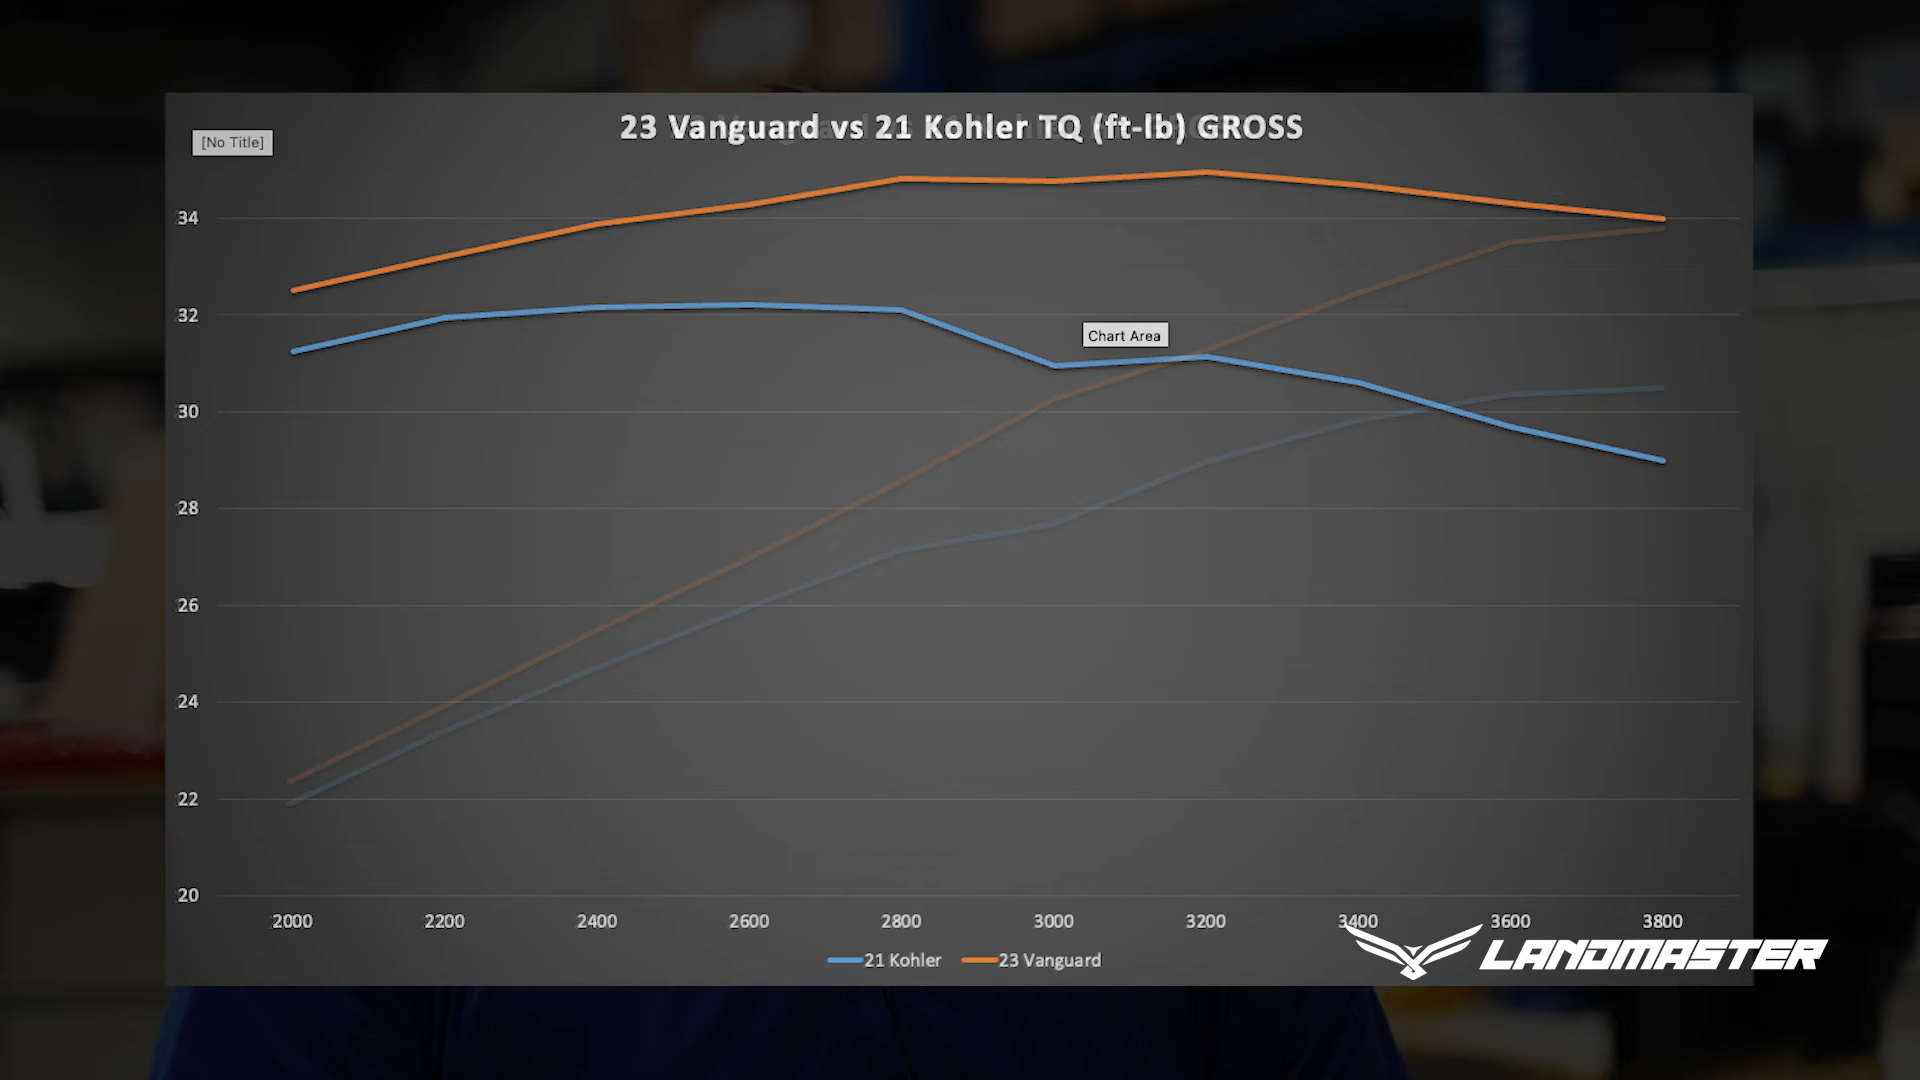 23 Vanguard vs 21 Kohler TQ (ft-lb) GROSS
[No Title]
34
32
Chart Area
30
28
26
24
22
20
2000 2200 2400 2600 2800 3000 3200 3400 3600 3800
21 Kohler 23 Vanguard
LANDMASTER